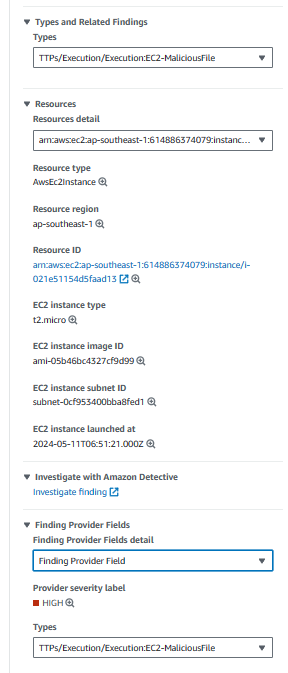 Types and Related Findings
Types
TTPs/Execution/Execution:EC2-MaliciousFile
Resources
Resources detail
arn:aws:ec2:ap-southeast-1:614886374079:instanc...
Resource type
AwsEc2Instance
Resource region
ap-southeast-1
Resource ID
arn:aws:ec2:ap-southeast-1:614886374079:instance/i-
021e51154d5faad13
EC2 instance type
t2.micro
EC2 instance image ID
ami-05b46bc4327cf9d99
EC2 instance subnet ID
subnet-0cf953400bba8fed1
EC2 instance launched at
2024-05-11T06:51:21.000Z
Investigate with Amazon Detective
Investigate finding
Finding Provider Fields
Finding Provider Fields detail
Finding Provider Field
Provider severity label
HIGH
Types
TTPs/Execution/Execution:EC2-MaliciousFile